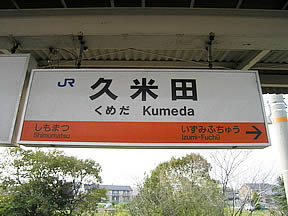 JR 久米田
くめだ Kumeda
しもまつ いずみふちゅう →
Shimomatsu Izumi-Fuchū